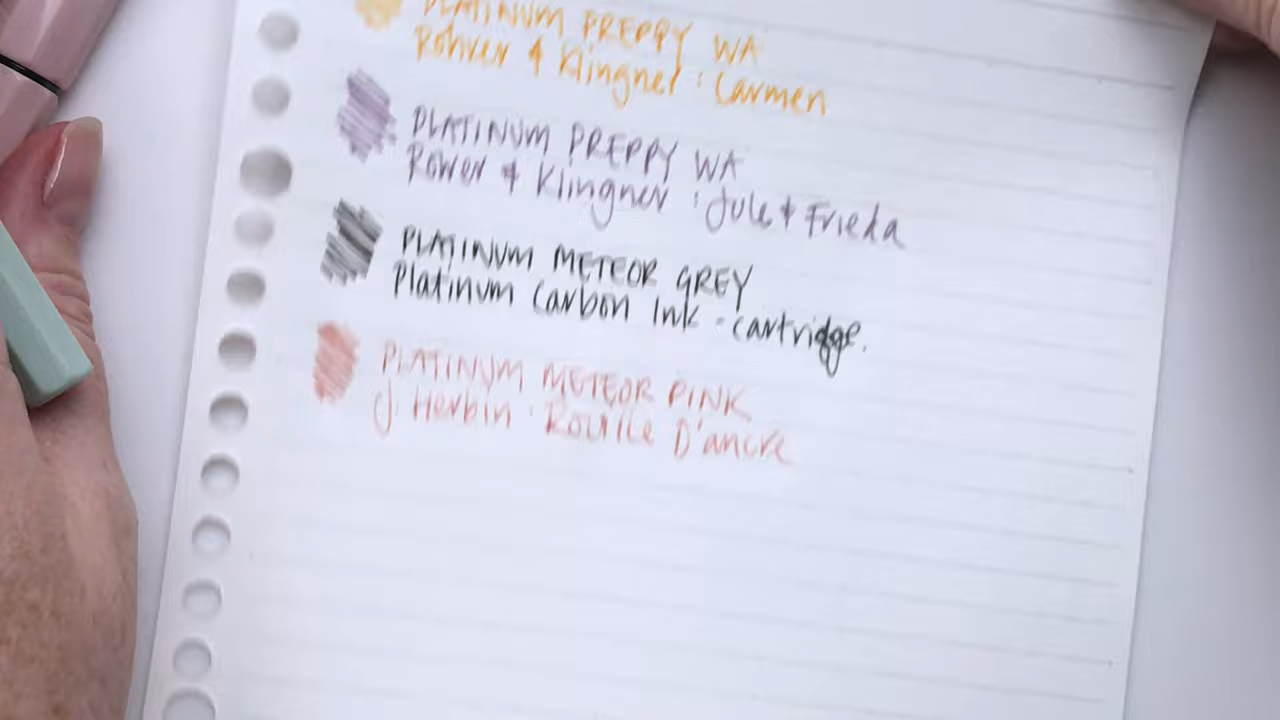 PLATINUM PREPPY WA
Rohrer & Klingner : Carmen
PLATINUM PREPPY WA
Rohrer & Klingner : Jule & Frieda
PLATINUM METEOR GREY
Platinum Carbon Ink - cartridge.
PLATINUM METEOR PINK
J. Herbin : Rouille D'ancre